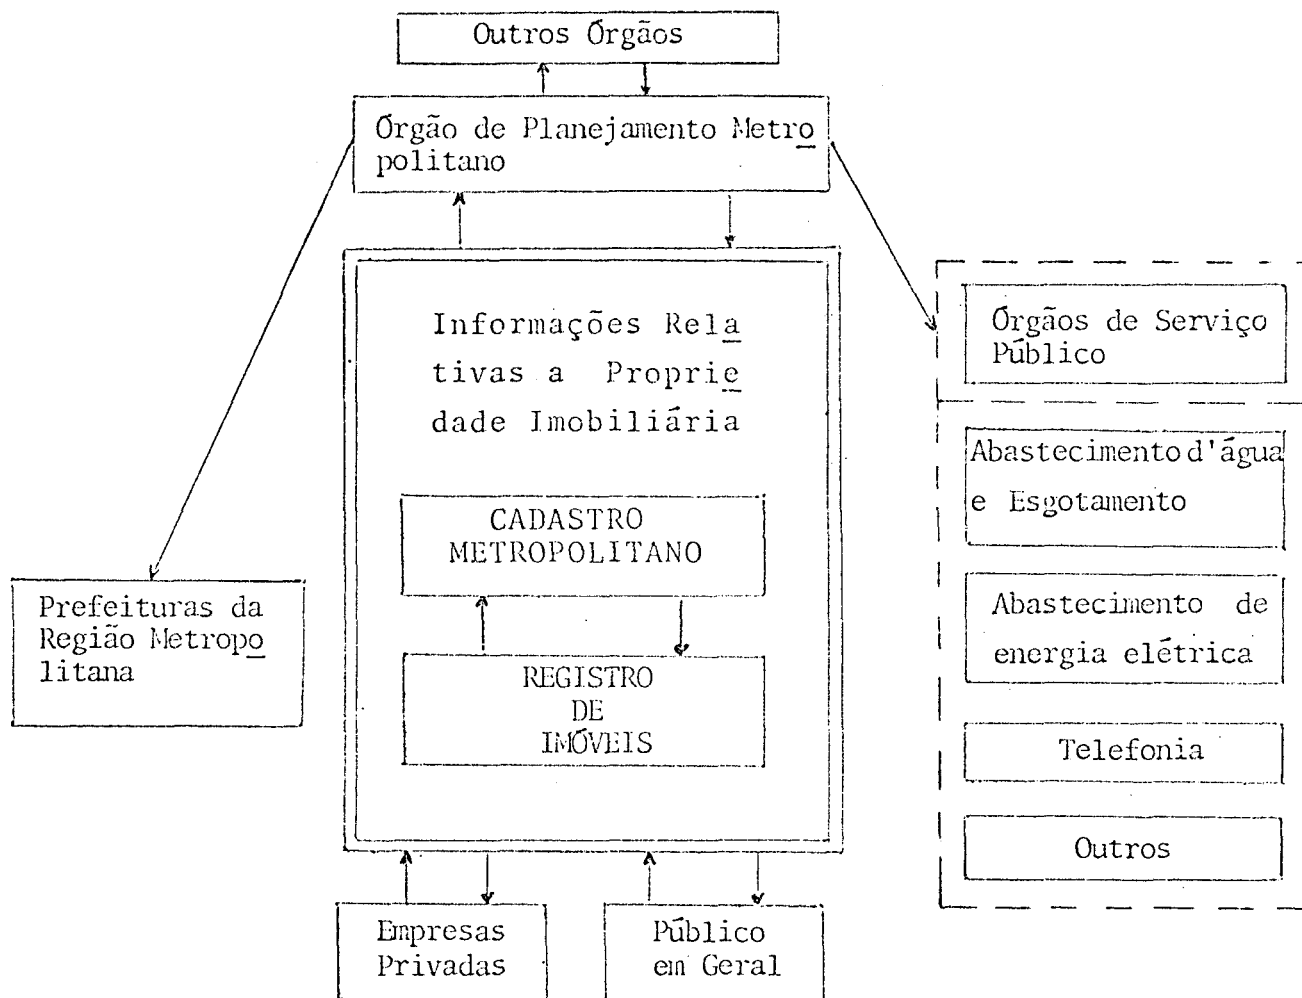 Outros Órgãos
Órgão de Planejamento Metro
politano
Informações Rela
tivas a Proprie
dade Imobiliária
CADASTRO
METROPOLITANO
REGISTRO
DE
IMÓVEIS
Prefeituras da
Região Metropo
litana
Órgãos de Serviço
Público
Abastecimento d'água
e Esgotamento
Abastecimento de
energia elétrica
Telefonia
Outros
Empresas
Privadas
Público
em Geral